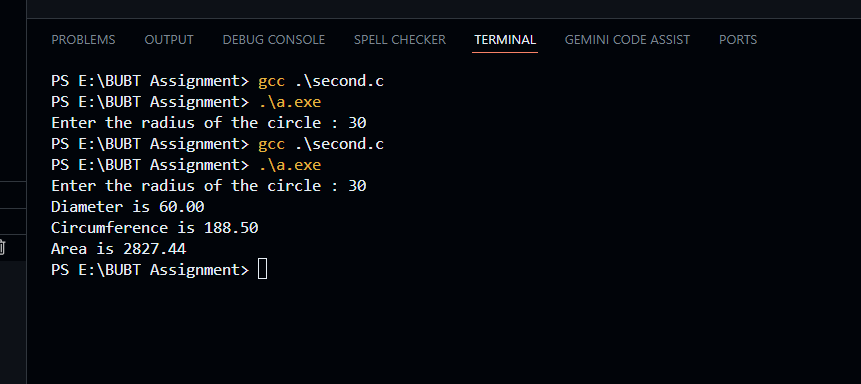 PROBLEMS OUTPUT DEBUG CONSOLE SPELL CHECKER TERMINAL GEMINI CODE ASSIST PORTS
PS E:\BUBT Assignment> gcc .\second.c
PS E:\BUBT Assignment> .\a.exe
Enter the radius of the circle : 30
PS E:\BUBT Assignment> gcc .\second.c
PS E:\BUBT Assignment> .\a.exe
Enter the radius of the circle : 30
Diameter is 60.00
Circumference is 188.50
Area is 2827.44
PS E:\BUBT Assignment>